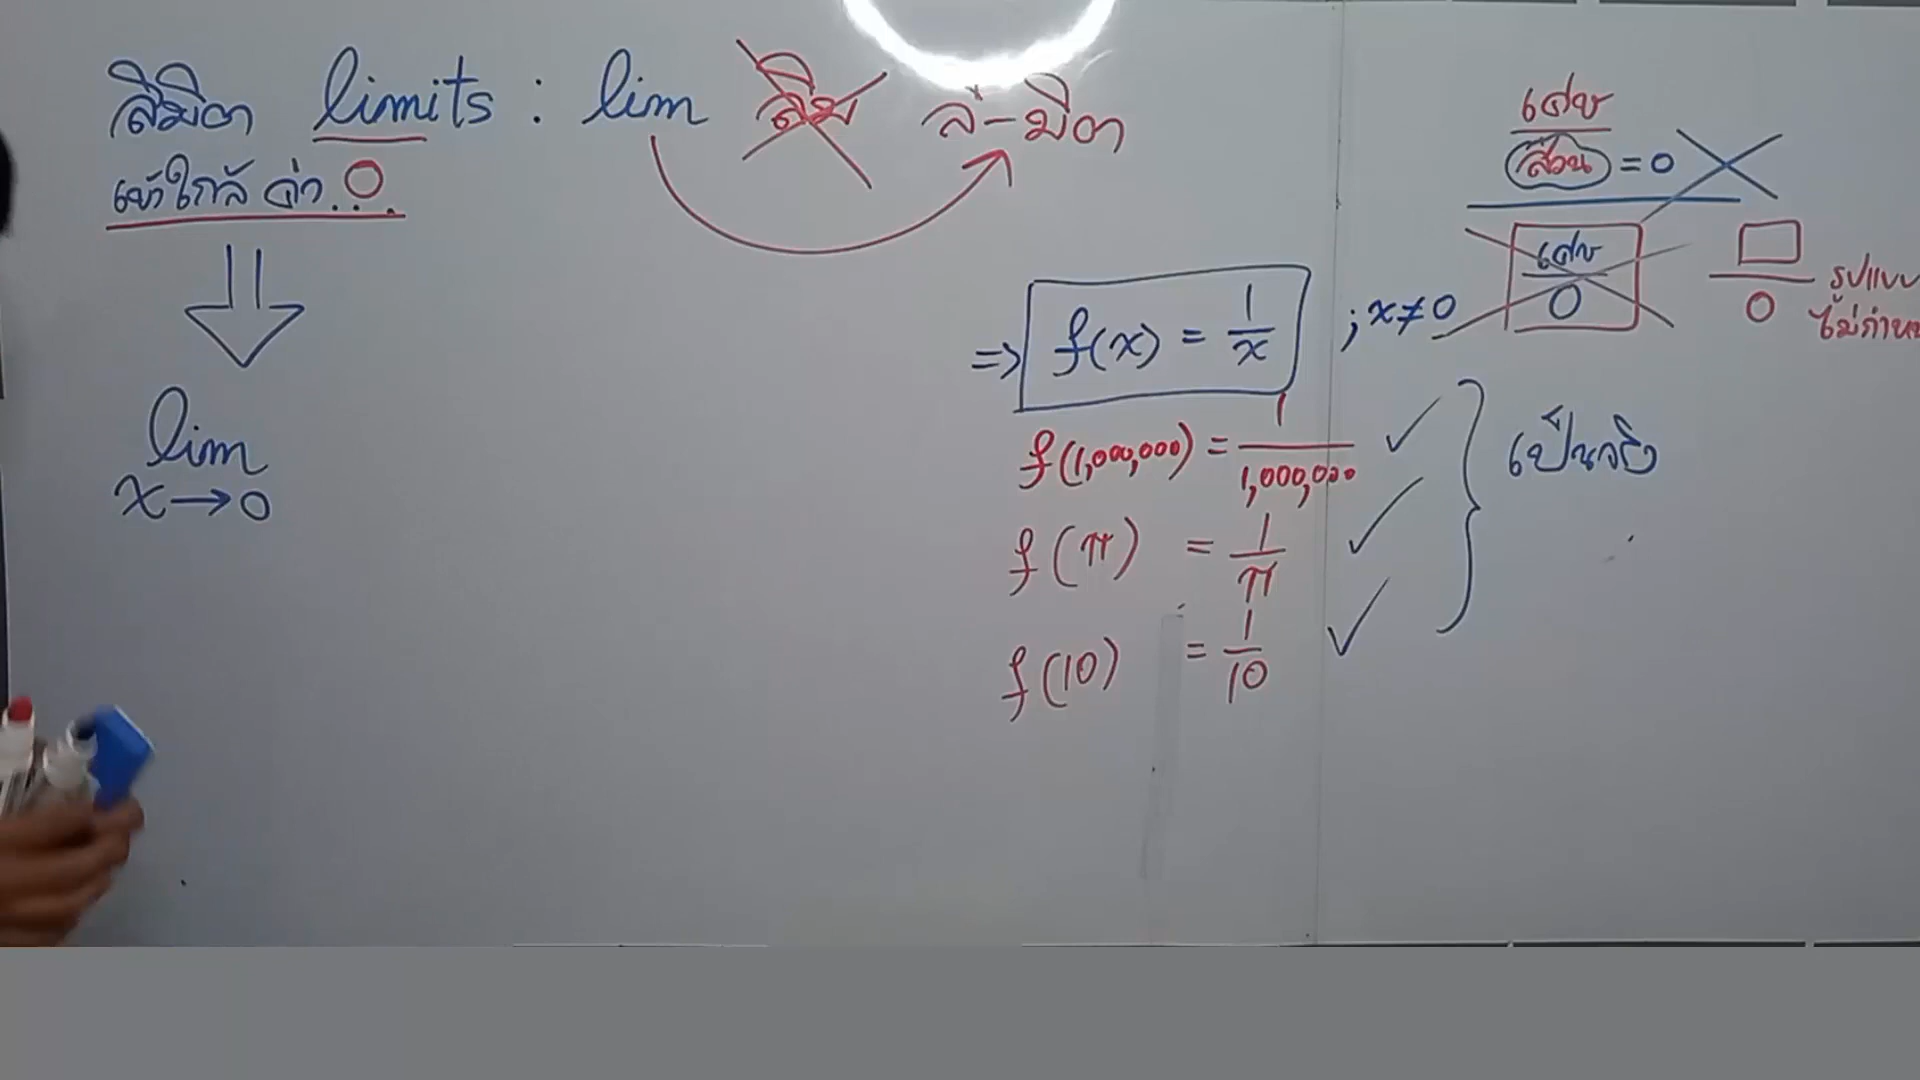 ลิมิต limits : lim ลิม ลิ-มิต
เข้าใกล้ ค่า 0...
lim
x→0
⇒ f(x) = 1/x ; x≠0
f(1,000,000) = 1/1,000,000 ✓
f(π) = 1/π ✓
f(10) = 1/10 ✓
เป็นจริง
เศษ
ส่วน = 0
เศษ/0
□/0 รูปแบบ
ไม่กำหน